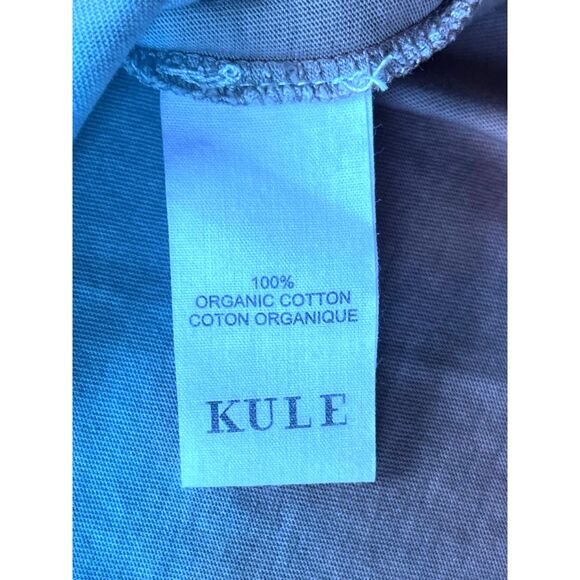 100%
ORGANIC COTTON
COTON ORGANIQUE
KULE